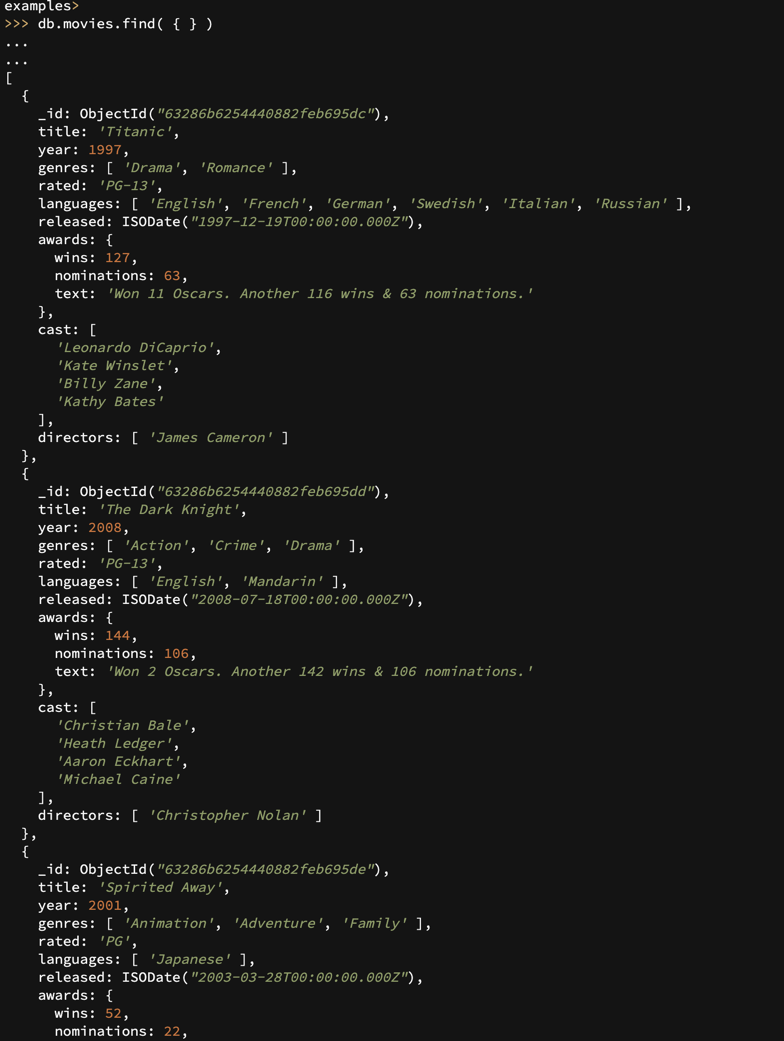 examples>
>>> db.movies.find( { } )
...
...
[
  {
    _id: ObjectId("63286b6254440882feb695dc"),
    title: 'Titanic',
    year: 1997,
    genres: [ 'Drama', 'Romance' ],
    rated: 'PG-13',
    languages: [ 'English', 'French', 'German', 'Swedish', 'Italian', 'Russian' ],
    released: ISODate("1997-12-19T00:00:00.000Z"),
    awards: {
      wins: 127,
      nominations: 63,
      text: 'Won 11 Oscars. Another 116 wins & 63 nominations.'
    },
    cast: [
      'Leonardo DiCaprio',
      'Kate Winslet',
      'Billy Zane',
      'Kathy Bates'
    ],
    directors: [ 'James Cameron' ]
  },
  {
    _id: ObjectId("63286b6254440882feb695dd"),
    title: 'The Dark Knight',
    year: 2008,
    genres: [ 'Action', 'Crime', 'Drama' ],
    rated: 'PG-13',
    languages: [ 'English', 'Mandarin' ],
    released: ISODate("2008-07-18T00:00:00.000Z"),
    awards: {
      wins: 144,
      nominations: 106,
      text: 'Won 2 Oscars. Another 142 wins & 106 nominations.'
    },
    cast: [
      'Christian Bale',
      'Heath Ledger',
      'Aaron Eckhart',
      'Michael Caine'
    ],
    directors: [ 'Christopher Nolan' ]
  },
  {
    _id: ObjectId("63286b6254440882feb695de"),
    title: 'Spirited Away',
    year: 2001,
    genres: [ 'Animation', 'Adventure', 'Family' ],
    rated: 'PG',
    languages: [ 'Japanese' ],
    released: ISODate("2003-03-28T00:00:00.000Z"),
    awards: {
      wins: 52,
      nominations: 22,